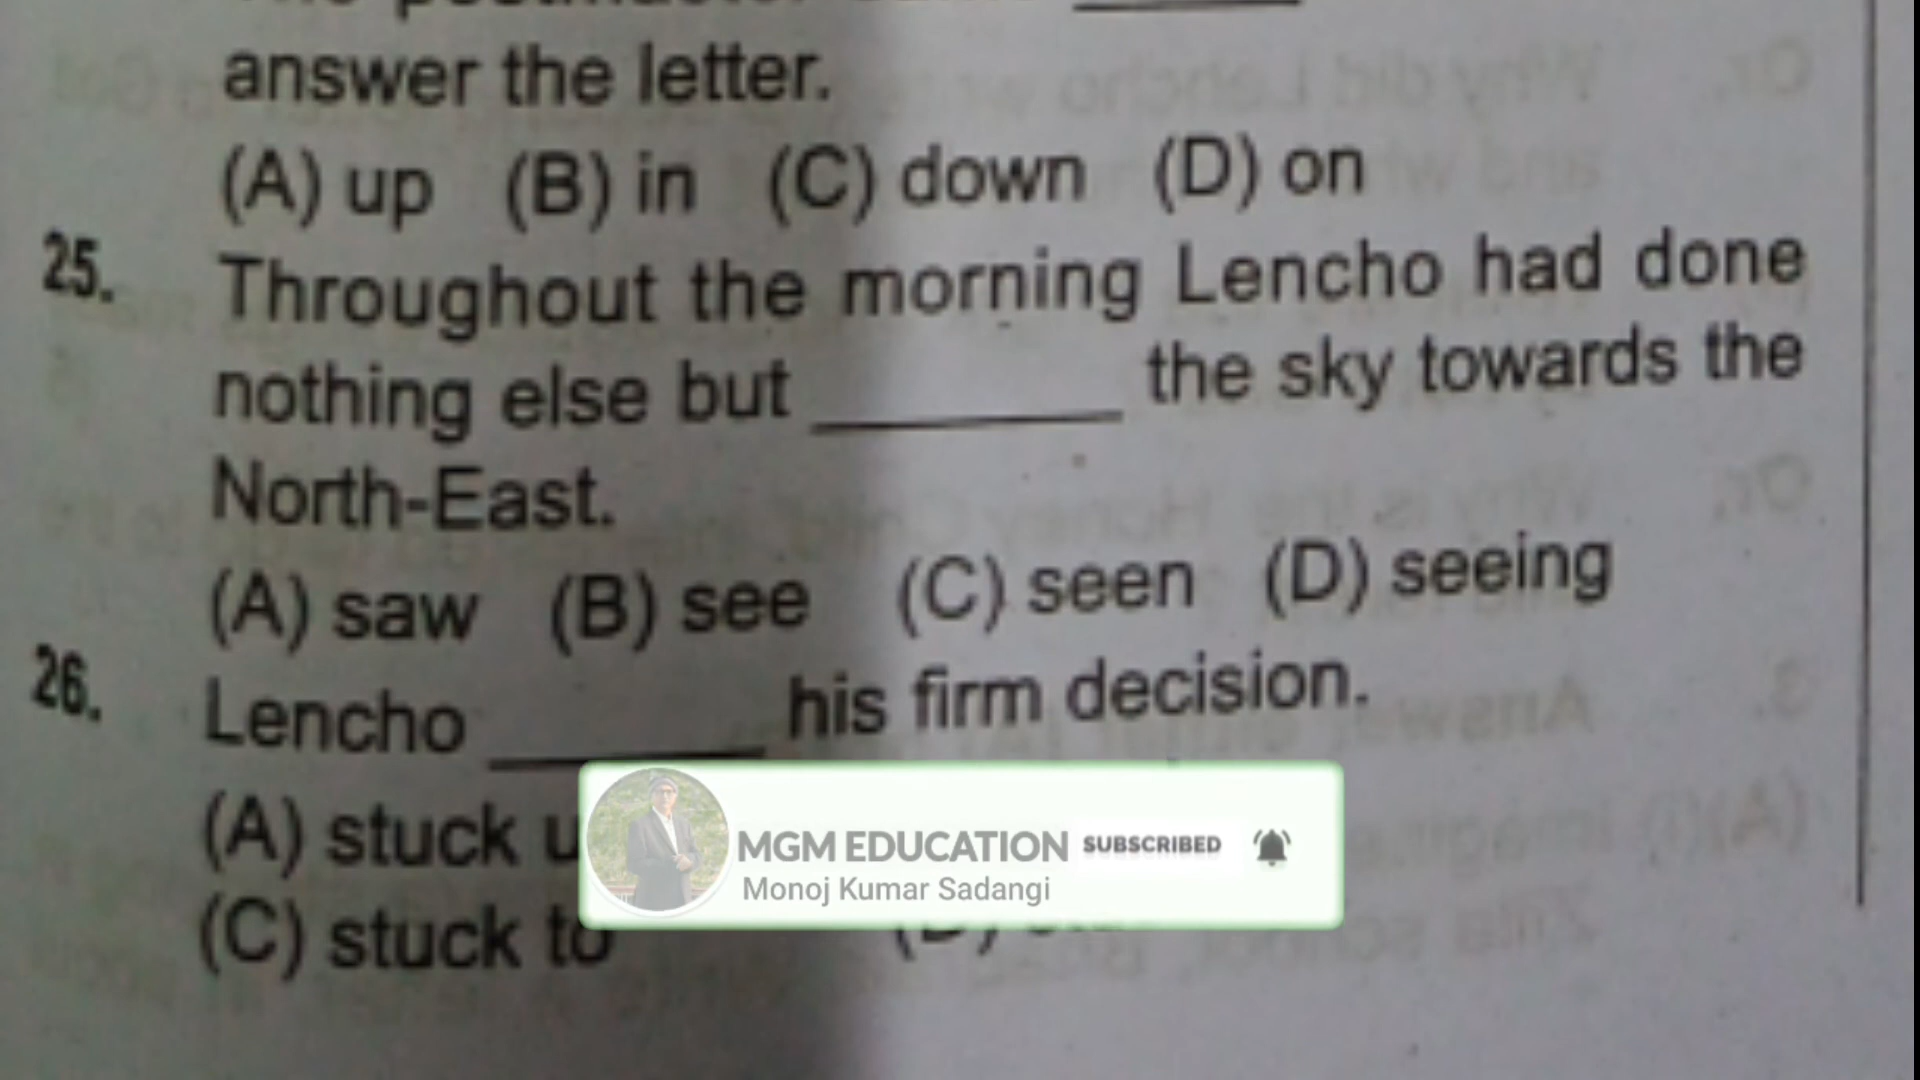 answer the letter.
(A) up (B) in (C) down (D) on
25. Throughout the morning Lencho had done
nothing else but ________ the sky towards the
North-East.
(A) saw (B) see (C) seen (D) seeing
26. Lencho ________ his firm decision.
(A) stuck
(C) stuck to
MGM EDUCATION SUBSCRIBED
Monoj Kumar Sadangi